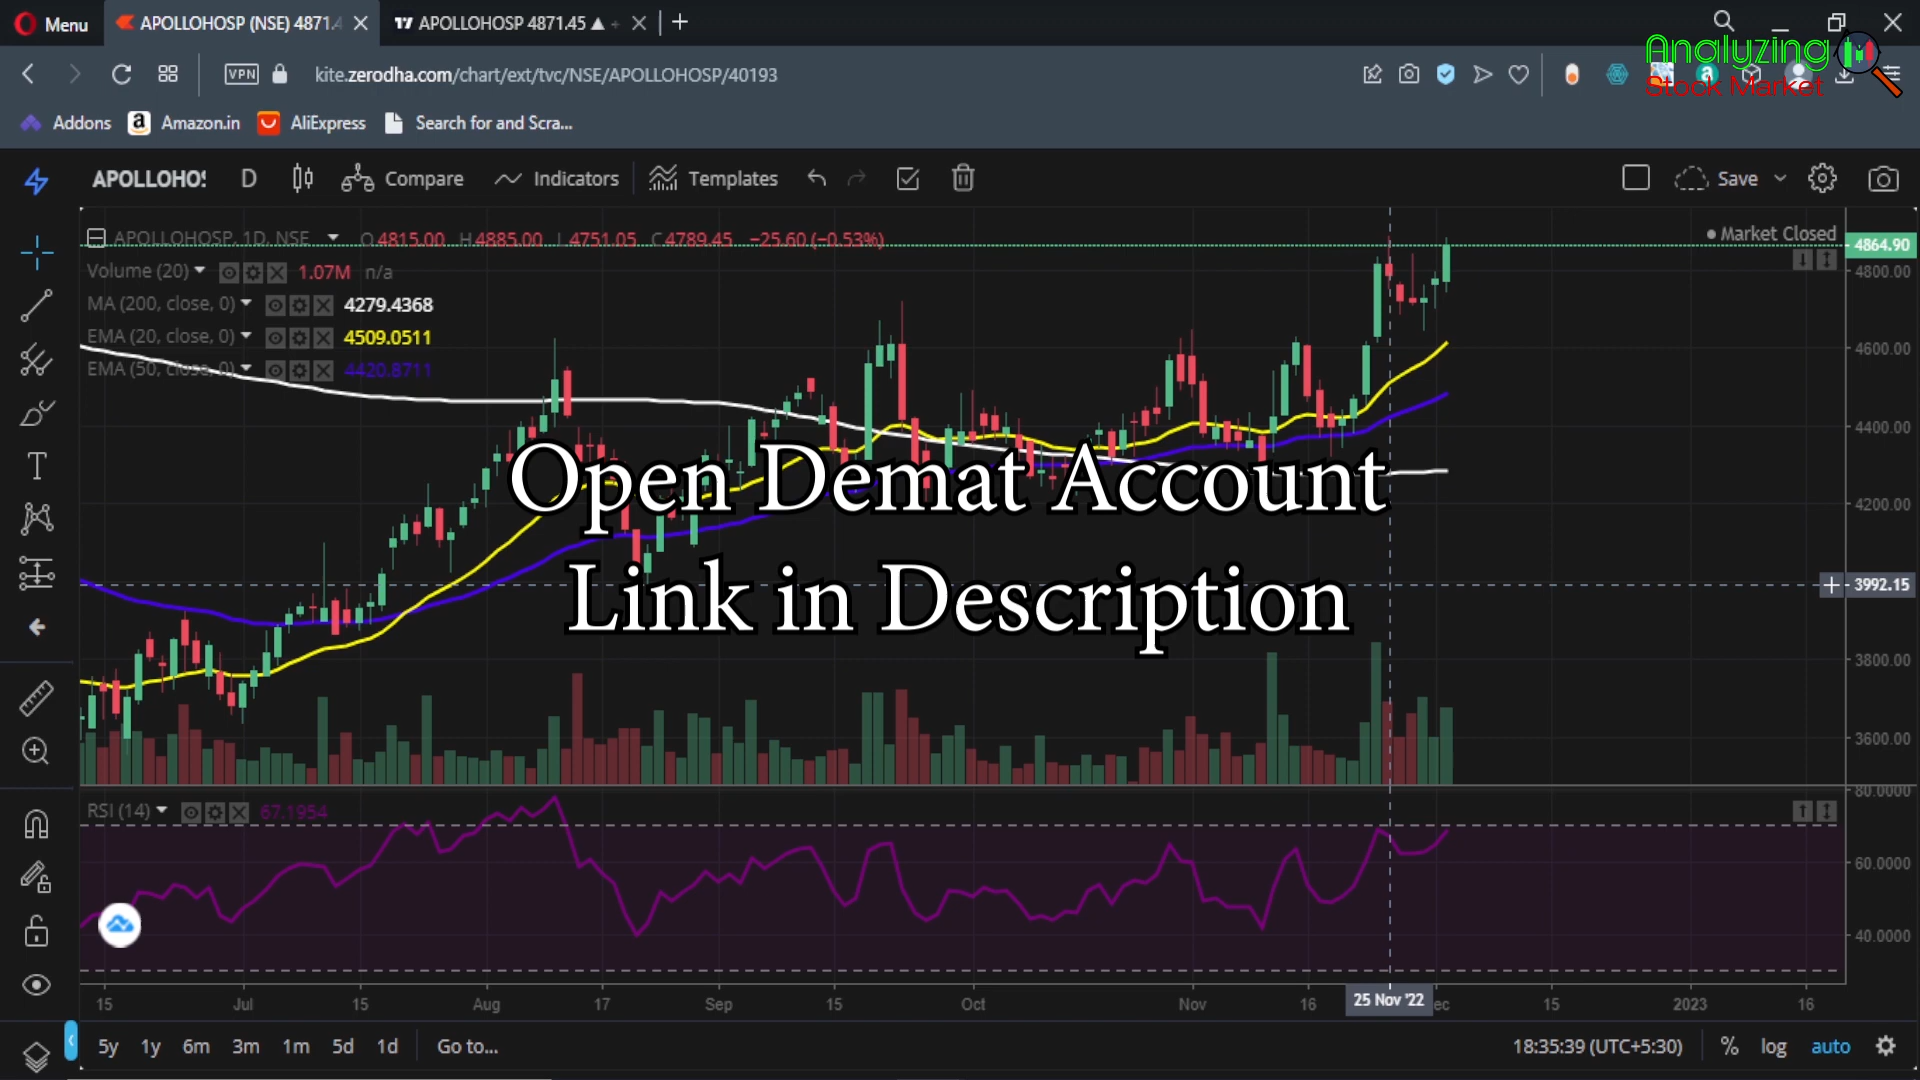 Menu
APOLLOHOSP (NSE) 4871.4
APOLLOHOSP 4871.45 ▲
VPN
kite.zerodha.com/chart/ext/tvc/NSE/APOLLOHOSP/40193
Analyzing
Stock Market
Addons
Amazon.in
AliExpress
Search for and Scra...
APOLLOHOS
D
Compare
Indicators
Templates
Save
APOLLOHOSP, 1D, NSE O4815.00 H4885.00 L4751.05 C4789.45 −25.60 (−0.53%)
Market Closed
4864.90
4800.00
Volume (20) 1.07M n/a
MA (200, close, 0) 4279.4368
EMA (20, close, 0) 4509.0511
EMA (50, close, 0) 4420.8711
4600.00
4400.00
4200.00
Open Demat Account
Link in Description
3992.15
3800.00
3600.00
80.0000
RSI (14) 67.1954
60.0000
40.0000
15 Jul 15 Aug 17 Sep 15 Oct Nov 16 25 Nov '22 ec 15 2023 16
5y 1y 6m 3m 1m 5d 1d Go to...
18:35:39 (UTC+5:30) % log auto